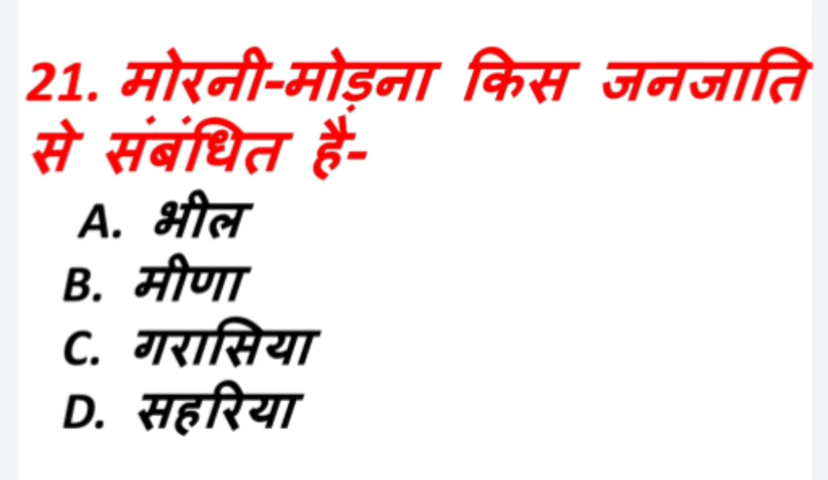 21. मोरनी-मोड़ना किस जनजाति
से संबंधित है-
A. भील
B. मीणा
C. गरासिया
D. सहरिया